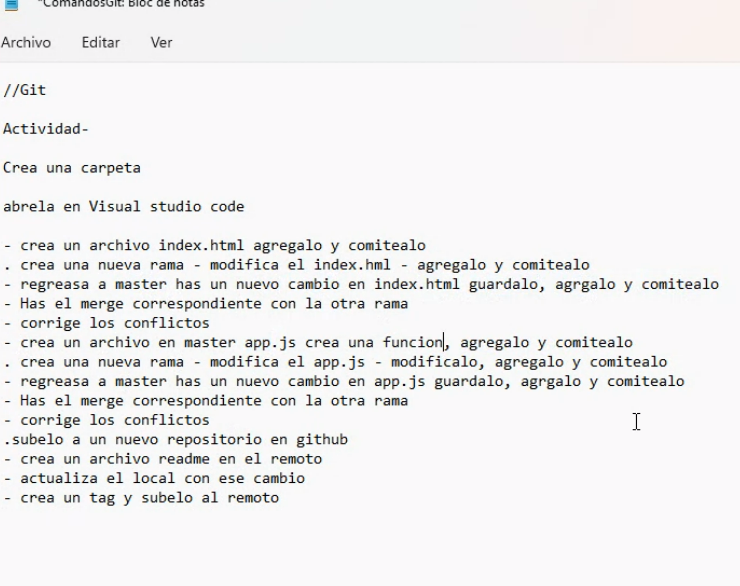 *ComandosGit: Bloc de notas
Archivo Editar Ver
//Git
Actividad-
Crea una carpeta
abrela en Visual studio code
- crea un archivo index.html agregalo y comitealo
. crea una nueva rama - modifica el index.hml - agregalo y comitealo
- regreasa a master has un nuevo cambio en index.html guardalo, agrgalo y comitealo
- Has el merge correspondiente con la otra rama
- corrige los conflictos
- crea un archivo en master app.js crea una funcion, agregalo y comitealo
. crea una nueva rama - modifica el app.js - modificalo, agregalo y comitealo
- regreasa a master has un nuevo cambio en app.js guardalo, agrgalo y comitealo
- Has el merge correspondiente con la otra rama
- corrige los conflictos
.subelo a un nuevo repositorio en github
- crea un archivo readme en el remoto
- actualiza el local con ese cambio
- crea un tag y subelo al remoto